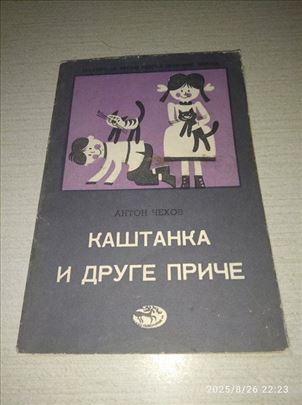 АНТОН ЧЕХОВ
КАШТАНКА
И ДРУГЕ ПРИЧЕ
2025/8/26 22:23